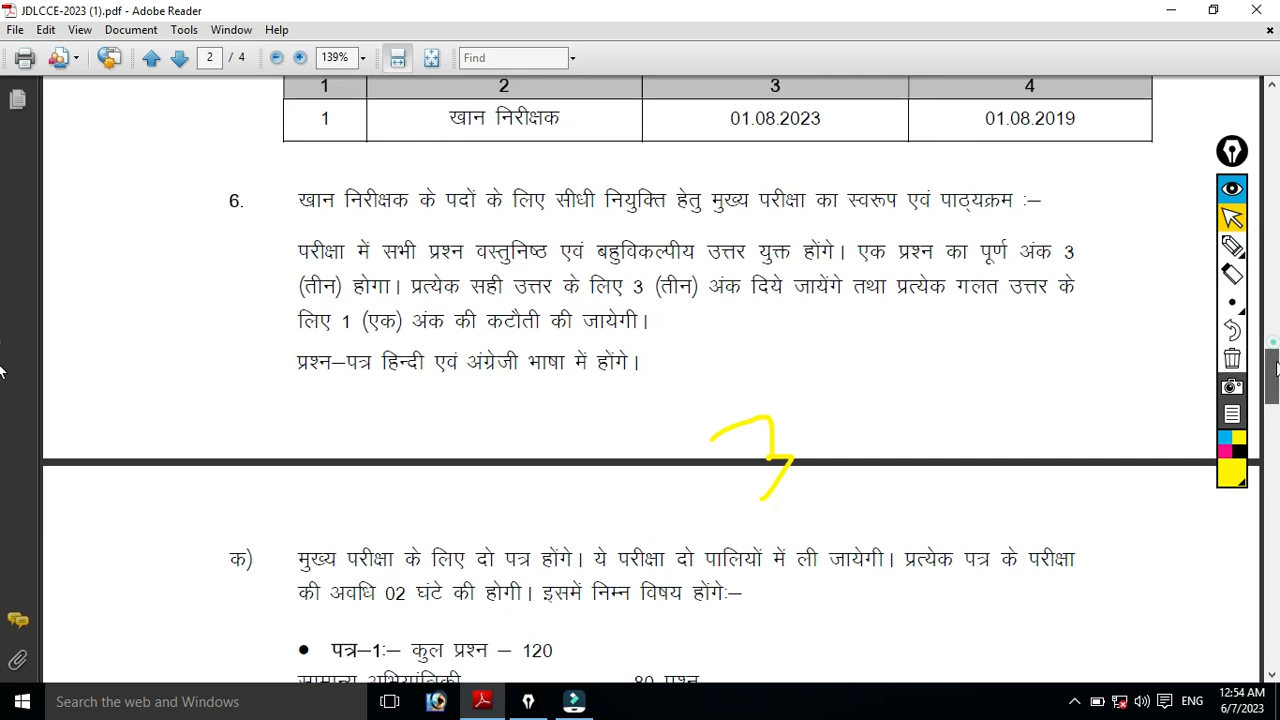 JDLCCE-2023 (1).pdf - Adobe Reader
File Edit View Document Tools Window Help
2 / 4 139% Find
1 2 3 4
1 खान निरीक्षक 01.08.2023 01.08.2019
6. खान निरीक्षक के पदों के लिए सीधी नियुक्ति हेतु मुख्य परीक्षा का स्वरूप एवं पाठ्यक्रम :–
परीक्षा में सभी प्रश्न वस्तुनिष्ठ एवं बहुविकल्पीय उत्तर युक्त होंगे। एक प्रश्न का पूर्ण अंक 3
(तीन) होगा। प्रत्येक सही उत्तर के लिए 3 (तीन) अंक दिये जायेंगे तथा प्रत्येक गलत उत्तर के
लिए 1 (एक) अंक की कटौती की जायेगी।
प्रश्न–पत्र हिन्दी एवं अंग्रेजी भाषा में होंगे।
3
क) मुख्य परीक्षा के लिए दो पत्र होंगे। ये परीक्षा दो पालियों में ली जायेगी। प्रत्येक पत्र के परीक्षा
की अवधि 02 घंटे की होगी। इसमें निम्न विषय होंगे:–
• पत्र–1:– कुल प्रश्न – 120
सामान्य अभियांत्रिकी 80 प्रश्न
Search the web and Windows
ENG
12:54 AM
6/7/2023